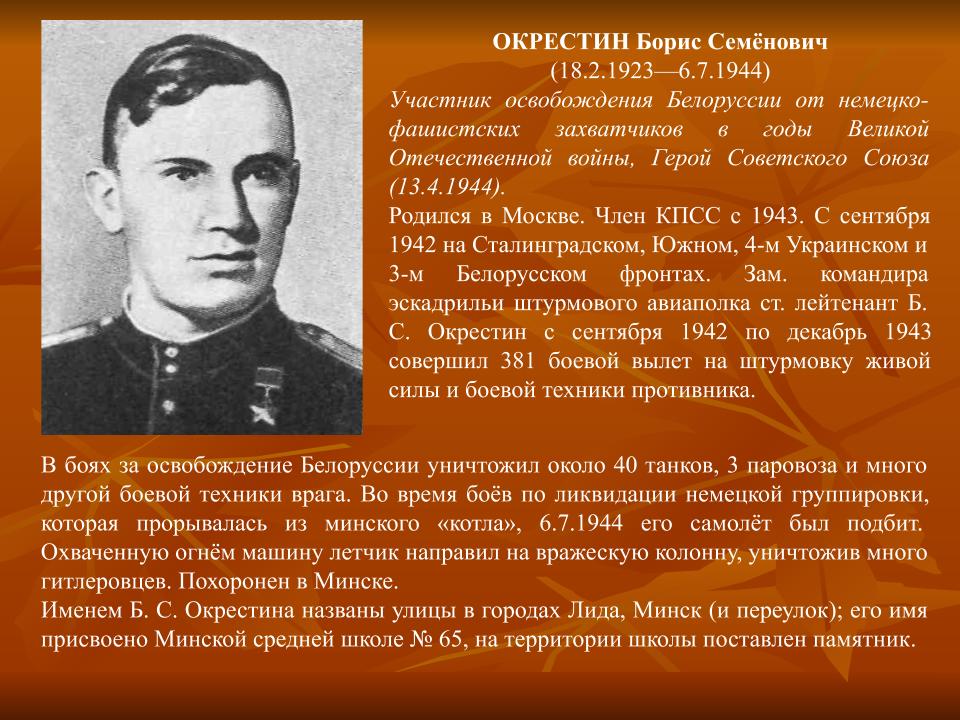 ОКРЕСТИН Борис Семёнович
(18.2.1923—6.7.1944)
Участник освобождения Белоруссии от немецко-
фашистских захватчиков в годы Великой
Отечественной войны, Герой Советского Союза
(13.4.1944).
Родился в Москве. Член КПСС с 1943. С сентября
1942 на Сталинградском, Южном, 4-м Украинском и
3-м Белорусском фронтах. Зам. командира
эскадрильи штурмового авиаполка ст. лейтенант Б.
С. Окрестин с сентября 1942 по декабрь 1943
совершил 381 боевой вылет на штурмовку живой
силы и боевой техники противника.
В боях за освобождение Белоруссии уничтожил около 40 танков, 3 паровоза и много
другой боевой техники врага. Во время боёв по ликвидации немецкой группировки,
которая прорывалась из минского «котла», 6.7.1944 его самолёт был подбит.
Охваченную огнём машину летчик направил на вражескую колонну, уничтожив много
гитлеровцев. Похоронен в Минске.
Именем Б. С. Окрестина названы улицы в городах Лида, Минск (и переулок); его имя
присвоено Минской средней школе № 65, на территории школы поставлен памятник.